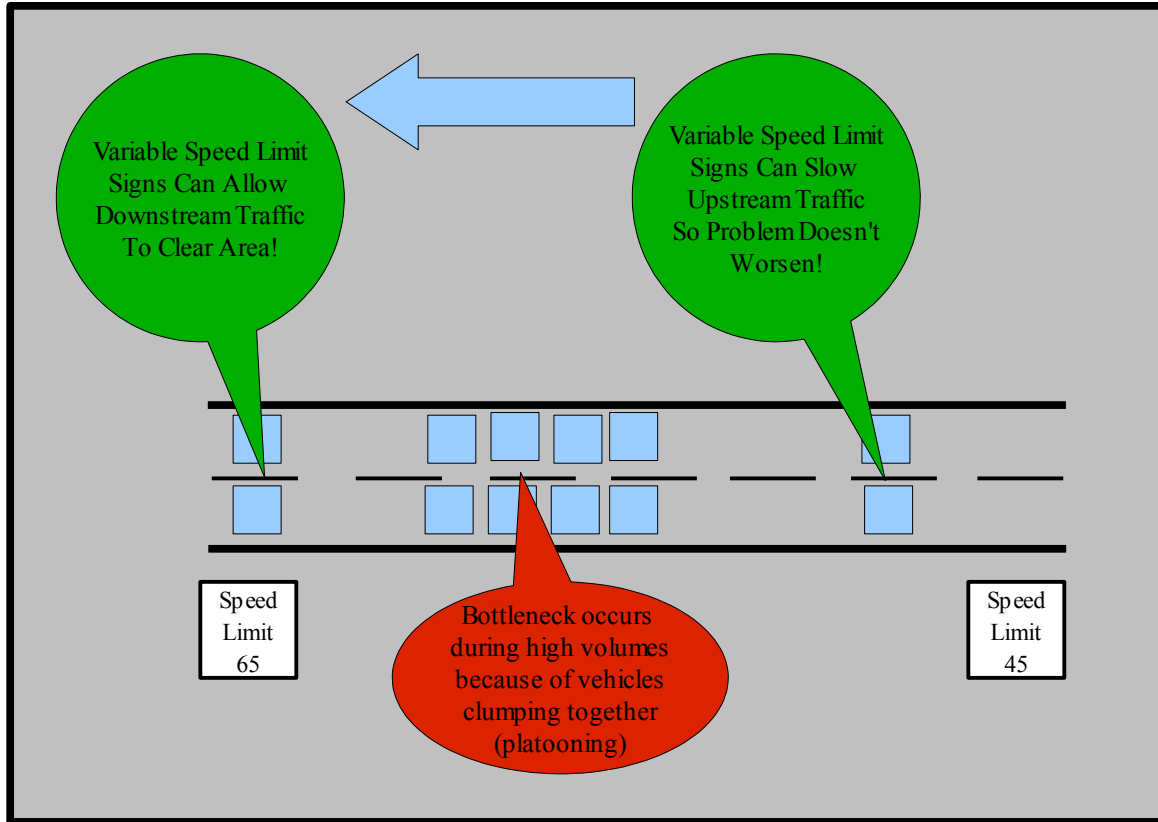 Variable Speed Limit
Signs Can Allow
Downstream Traffic
To Clear Area!
Variable Speed Limit
Signs Can Slow
Upstream Traffic
So Problem Doesn't
Worsen!
Speed
Limit
65
Bottleneck occurs
during high volumes
because of vehicles
clumping together
(platooning)
Speed
Limit
45